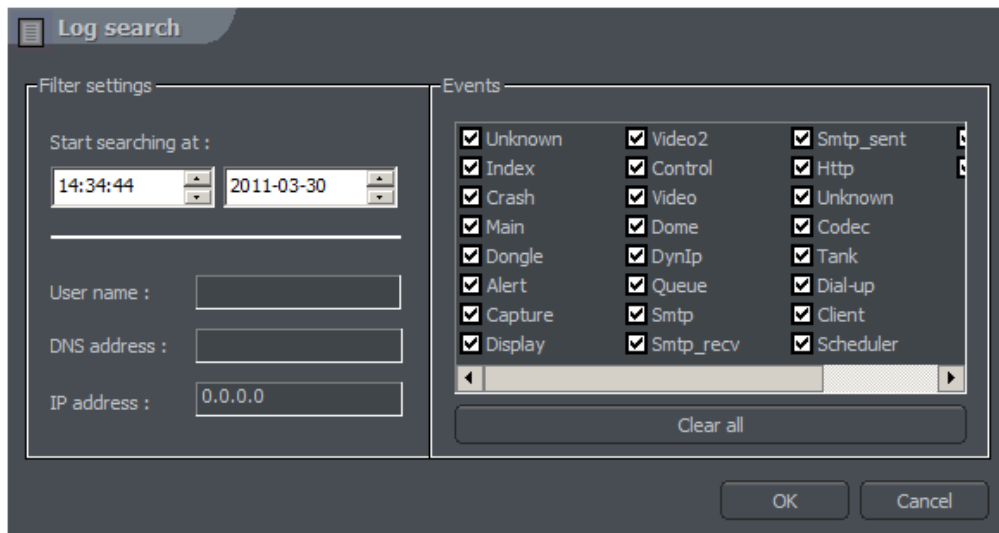 Log search
Filter settings
Start searching at :
14:34:44 2011-03-30
User name :
DNS address :
IP address : 0.0.0.0
Events
Unknown Video2 Smtp_sent
Index Control Http
Crash Video Unknown
Main Dome Codec
Dongle DynIp Tank
Alert Queue Dial-up
Capture Smtp Client
Display Smtp_recv Scheduler
Clear all
OK Cancel